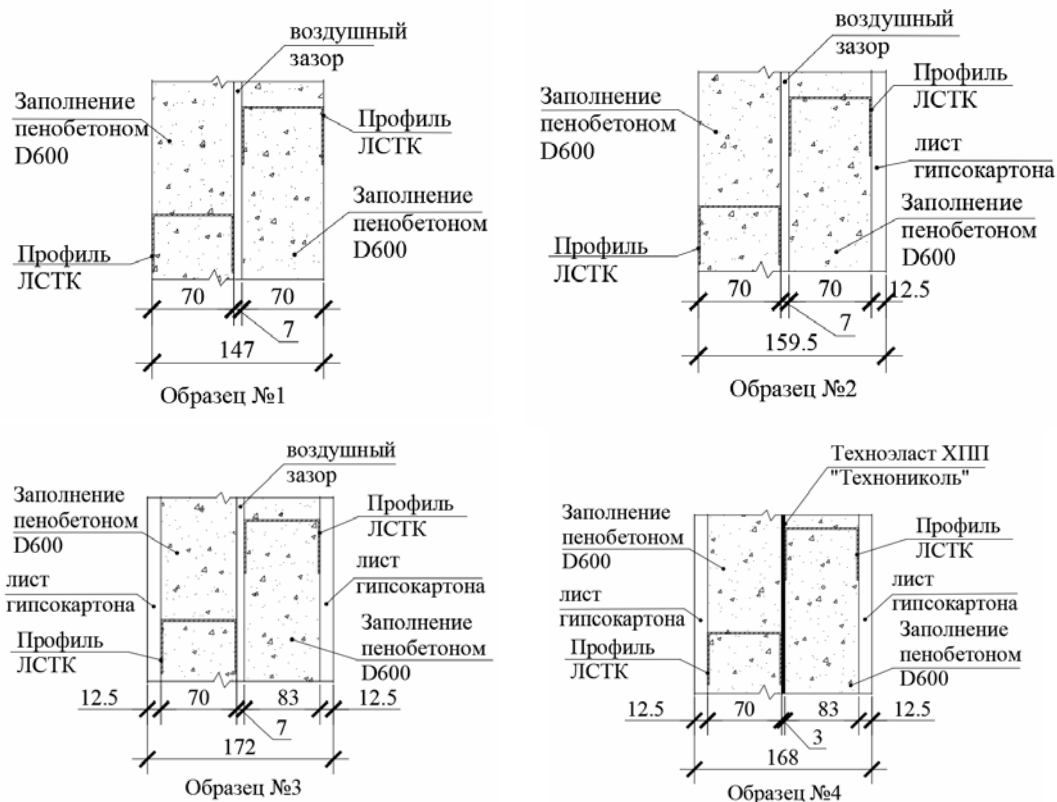 воздушный
зазор
Заполнение
пенобетоном
D600
Профиль
ЛСТК
Заполнение
пенобетоном
D600
Профиль
ЛСТК
70
70
7
147
Образец №1
воздушный
зазор
Профиль
ЛСТК
Заполнение
пенобетоном
D600
лист
гипсокартона
Заполнение
пенобетоном
D600
Профиль
ЛСТК
70
70
12.5
7
159.5
Образец №2
воздушный
зазор
Заполнение
пенобетоном
D600
Профиль
ЛСТК
лист
гипсокартона
лист
гипсокартона
Заполнение
пенобетоном
D600
Профиль
ЛСТК
12.5
70
83
12.5
7
172
Образец №3
Техноэласт ХПП
"Технониколь"
Заполнение
пенобетоном
D600
Профиль
ЛСТК
лист
гипсокартона
лист
гипсокартона
Заполнение
пенобетоном
D600
Профиль
ЛСТК
12.5
70
83
12.5
3
168
Образец №4